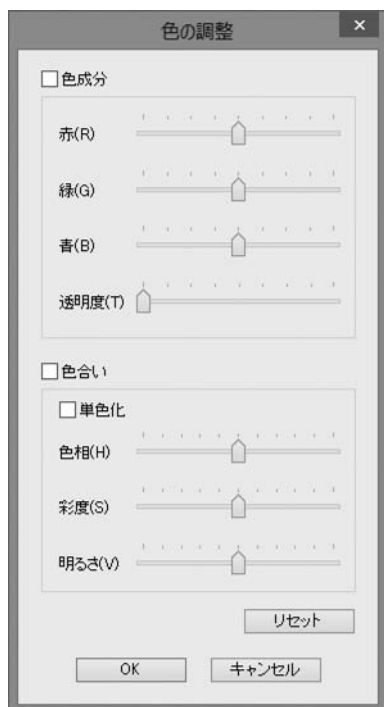 色の調整
色成分
赤(R)
緑(G)
青(B)
透明度(T)
色合い
単色化
色相(H)
彩度(S)
明るさ(V)
リセット
OK キャンセル